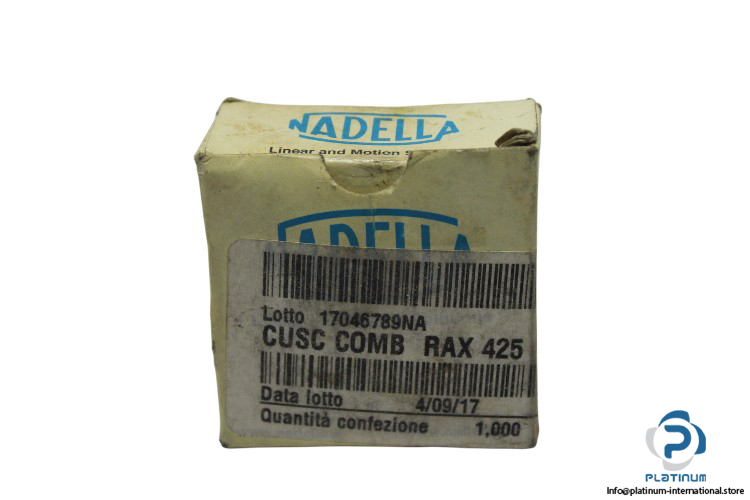 NADELLA
Linear and Motion S
NADELLA
Lotto 17046789NA
CUSC COMB RAX 425
Data lotto 4/09/17
Quantità confezione 1,000
PLATINUM
Info@platinum-international.store